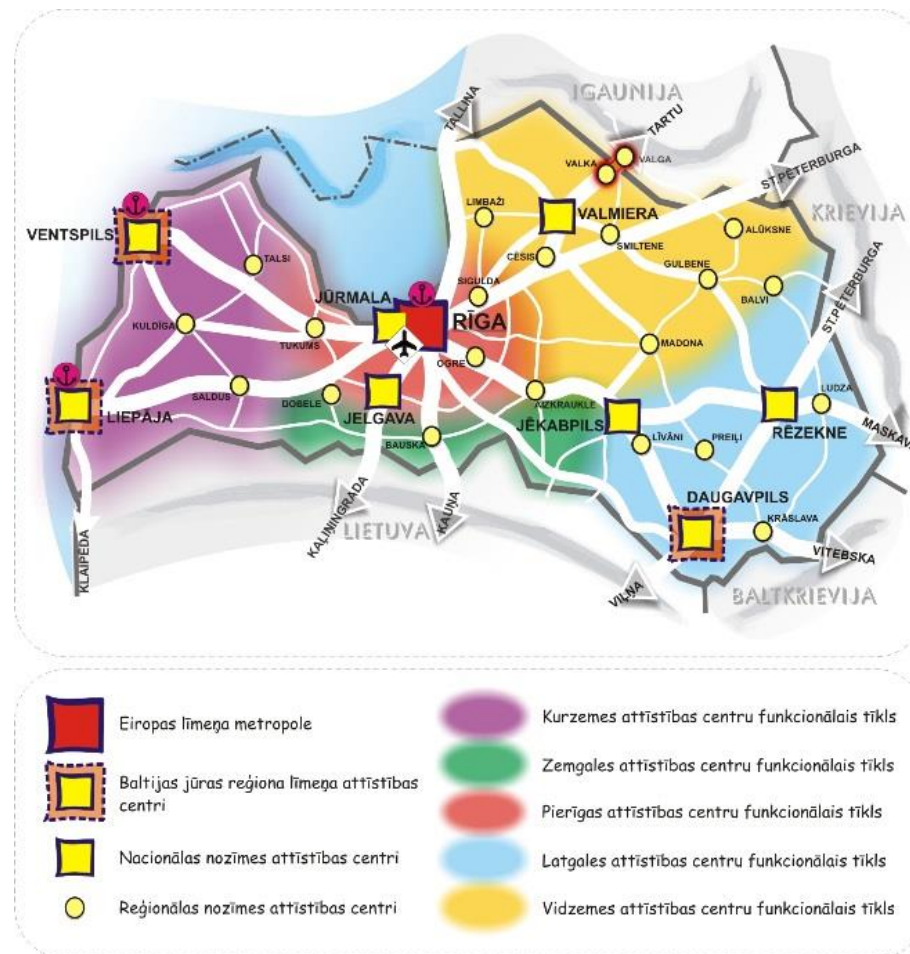 IGAUNIJA
TALLINA
TARTU
VALKA
VALGA
ST.PĒTERBURGA
KRIEVIJA
LIMBAŽI
VALMIERA
ALŪKSNE
VENTSPILS
SMILTENE
CĒSIS
TALSI
GULBENE
SIGULDA
BALVI
JŪRMALA
ST.PĒTERBURGA
RĪGA
KULDĪGA
TUKUMS
MADONA
OGRE
SALDUS
DOBELE
AIZKRAUKLE
LUDZA
LIEPĀJA
JELGAVA
JĒKABPILS
RĒZEKNE
MASKAVA
BAUSKA
LĪVĀNI
PREIĻI
DAUGAVPILS
KAĻIŅINGRADA
KAUŅA
LIETUVA
KRĀSLAVA
KLAIPĒDA
VITEBSKA
VIĻŅA
BALTKRIEVIJA
Eiropas līmeņa metropole
Baltijas jūras reģiona līmeņa attīstības
centri
Nacionālas nozīmes attīstības centri
Reģionālas nozīmes attīstības centri
Kurzemes attīstības centru funkcionālais tīkls
Zemgales attīstības centru funkcionālais tīkls
Pierīgas attīstības centru funkcionālais tīkls
Latgales attīstības centru funkcionālais tīkls
Vidzemes attīstības centru funkcionālais tīkls